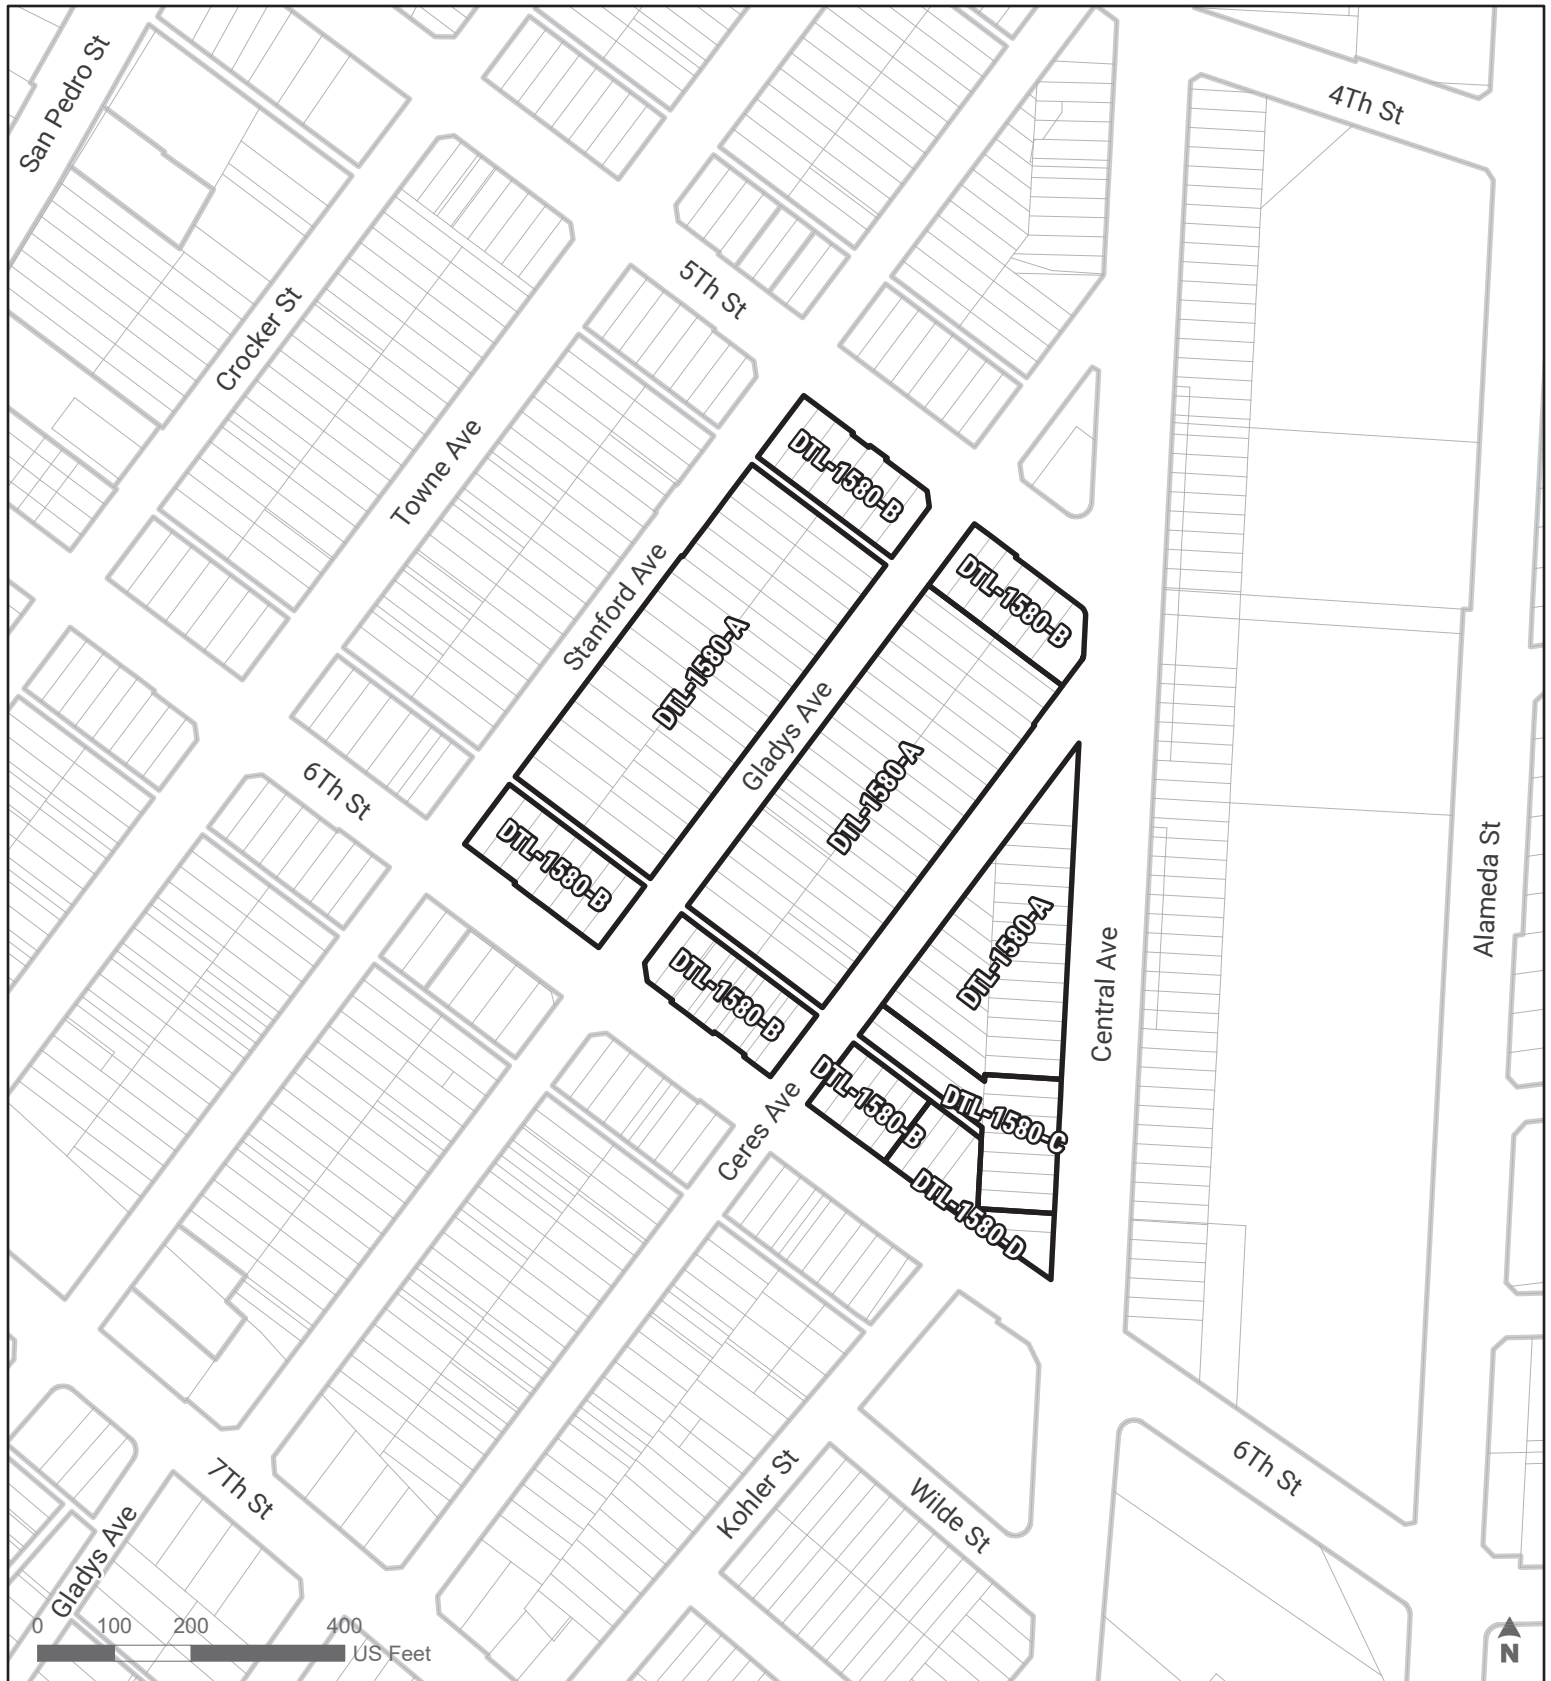 San Pedro St
4Th St
5Th St
Crocker St
Towne Ave
DTL-1580-B
DTL-1580-B
Stanford Ave
DTL-1580-A
Gladys Ave
DTL-1580-A
6Th St
DTL-1580-B
Alameda St
DTL-1580-A
Central Ave
DTL-1580-B
DTL-1580-B
DTL-1580-C
Ceres Ave
DTL-1580-D
6Th St
7Th St
Kohler St
Wilde St
Gladys Ave
0 100 200 400
US Feet
N